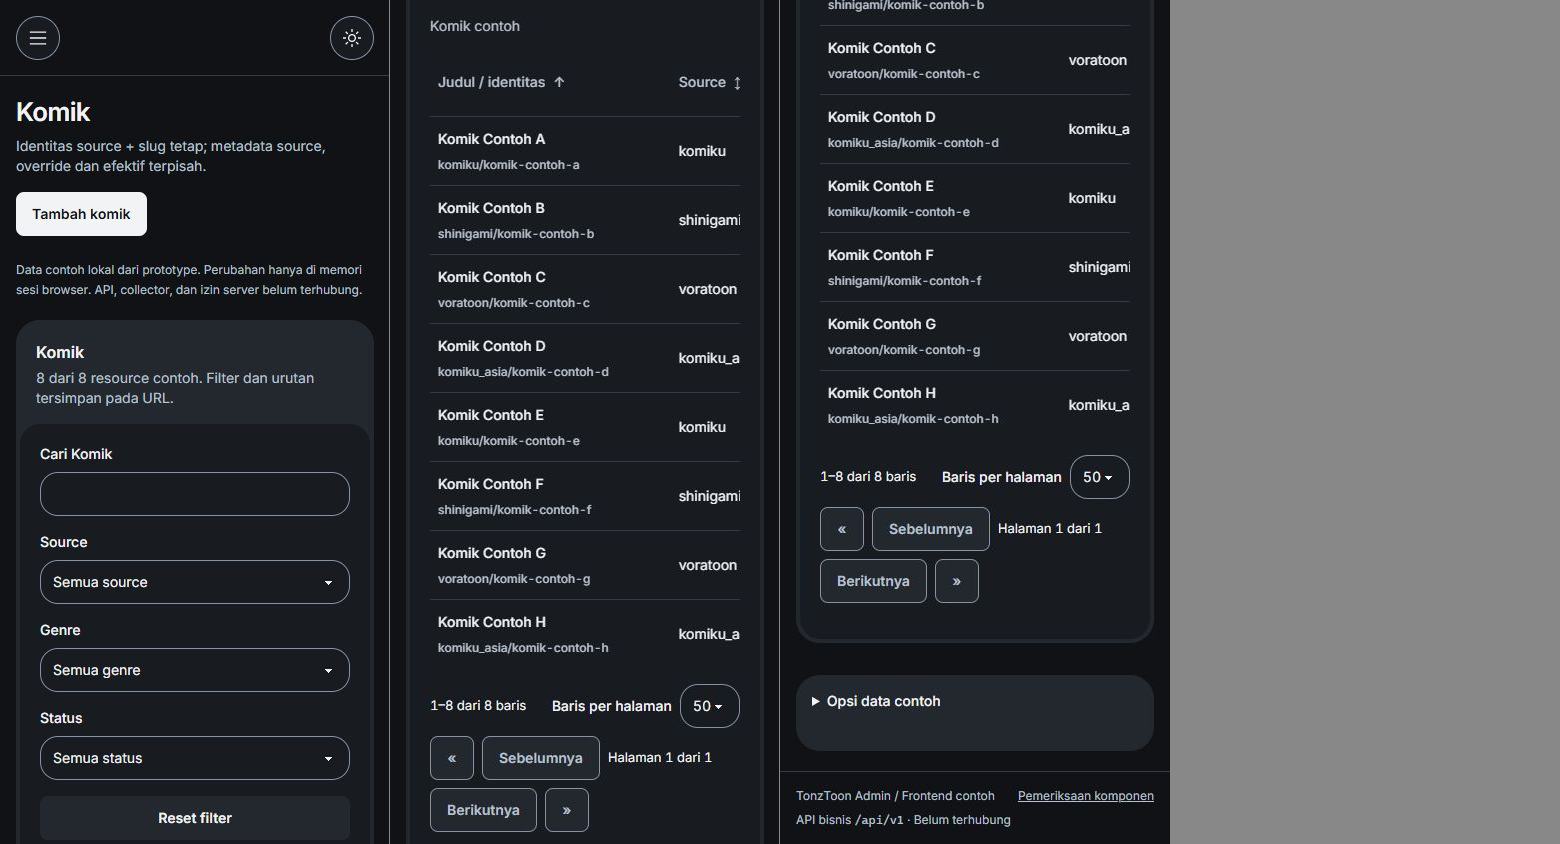 Komik
Identitas source + slug tetap; metadata source,
override dan efektif terpisah.
Tambah komik
Data contoh lokal dari prototype. Perubahan hanya di memori
sesi browser. API, collector, dan izin server belum terhubung.
Komik
8 dari 8 resource contoh. Filter dan urutan
tersimpan pada URL.
Cari Komik
Source
Semua source
Genre
Semua genre
Status
Semua status
Reset filter
Komik contoh
Judul / identitas ↑ Source ↕
Komik Contoh A
komiku/komik-contoh-a
komiku
Komik Contoh B
shinigami/komik-contoh-b
shinigami
Komik Contoh C
voratoon/komik-contoh-c
voratoon
Komik Contoh D
komiku_asia/komik-contoh-d
komiku_a
Komik Contoh E
komiku/komik-contoh-e
komiku
Komik Contoh F
shinigami/komik-contoh-f
shinigami
Komik Contoh G
voratoon/komik-contoh-g
voratoon
Komik Contoh H
komiku_asia/komik-contoh-h
komiku_a
1–8 dari 8 baris Baris per halaman 50
« Sebelumnya Halaman 1 dari 1
Berikutnya »
shinigami/komik-contoh-b
Komik Contoh C
voratoon/komik-contoh-c
voratoon
Komik Contoh D
komiku_asia/komik-contoh-d
komiku_a
Komik Contoh E
komiku/komik-contoh-e
komiku
Komik Contoh F
shinigami/komik-contoh-f
shinigami
Komik Contoh G
voratoon/komik-contoh-g
voratoon
Komik Contoh H
komiku_asia/komik-contoh-h
komiku_a
1–8 dari 8 baris Baris per halaman 50
« Sebelumnya Halaman 1 dari 1
Berikutnya »
Opsi data contoh
TonzToon Admin / Frontend contoh Pemeriksaan komponen
API bisnis /api/v1 · Belum terhubung